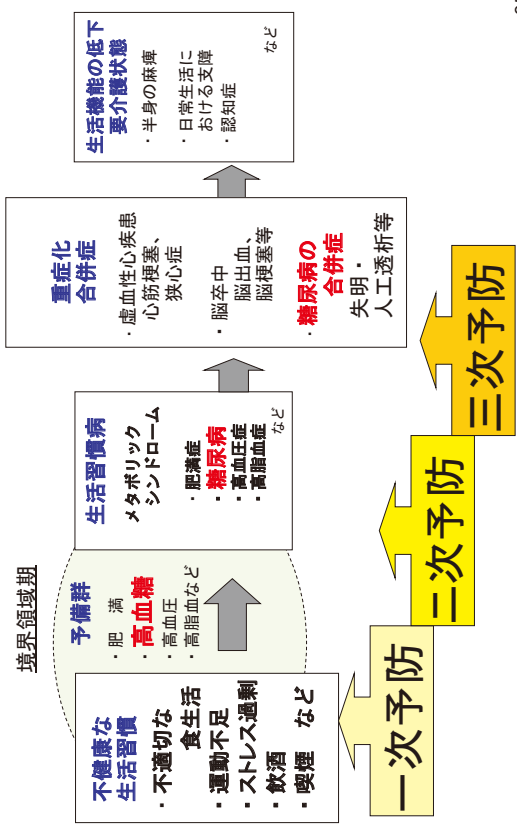 境界領域期
不健康な
生活習慣
・不適切な
食生活
・運動不足
・ストレス過剰
・飲酒
・喫煙 など
予備群
・肥 満
・高血糖
・高血圧
・高脂血など
生活習慣病
メタボリック
シンドローム
・肥満症
・糖尿病
・高血圧症
・高脂血症
など
重症化
合併症
・虚血性心疾患
心筋梗塞、
狭心症
・脳卒中
脳出血、
脳梗塞等
・糖尿病の
合併症
失明・
人工透析等
生活機能の低下
要介護状態
・半身の麻痺
・日常生活に
おける支障
・認知症
など
一次予防
二次予防
三次予防